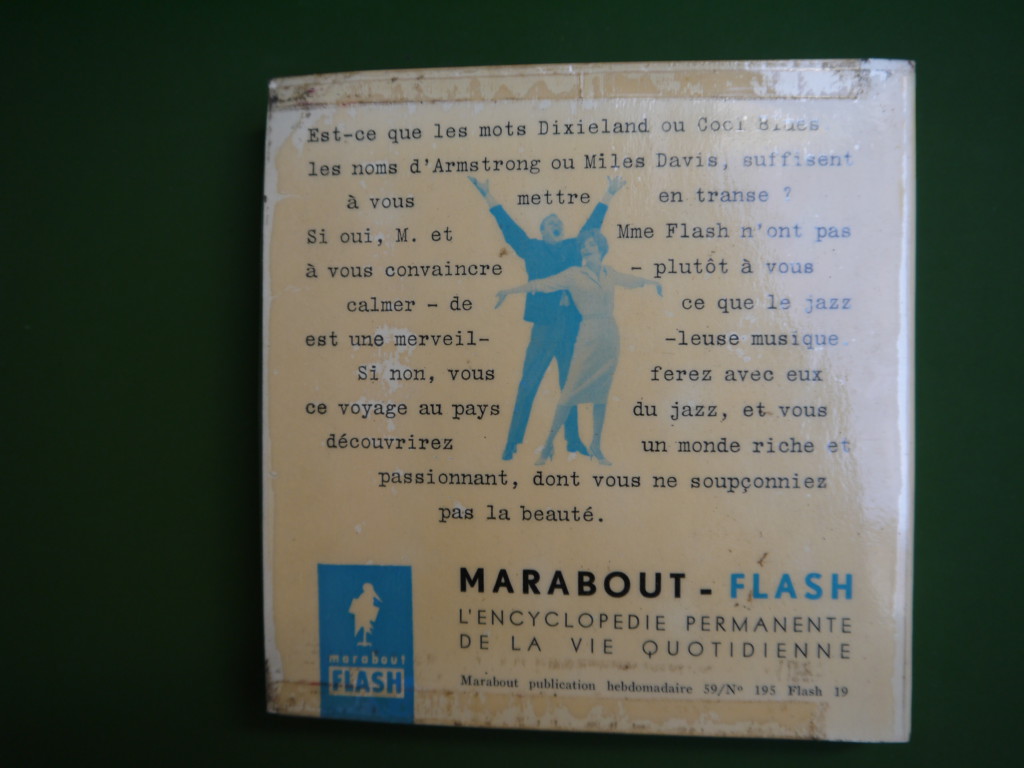 Est-ce que les mots Dixieland ou Cool Blues
les noms d'Armstrong ou Miles Davis, suffisent
à vous mettre en transe ?
Si oui, M. et Mme Flash n'ont pas
à vous convaincre - plutôt à vous
calmer - de ce que le jazz
est une merveil- -leuse musique
Si non, vous ferez avec eux
ce voyage au pays du jazz, et vous
découvrirez un monde riche et
passionnant, dont vous ne soupçonniez
pas la beauté.
MARABOUT - FLASH
L'ENCYCLOPEDIE PERMANENTE
DE LA VIE QUOTIDIENNE
marabout
FLASH
Marabout publication hebdomadaire 59/Nº 195 Flash 19